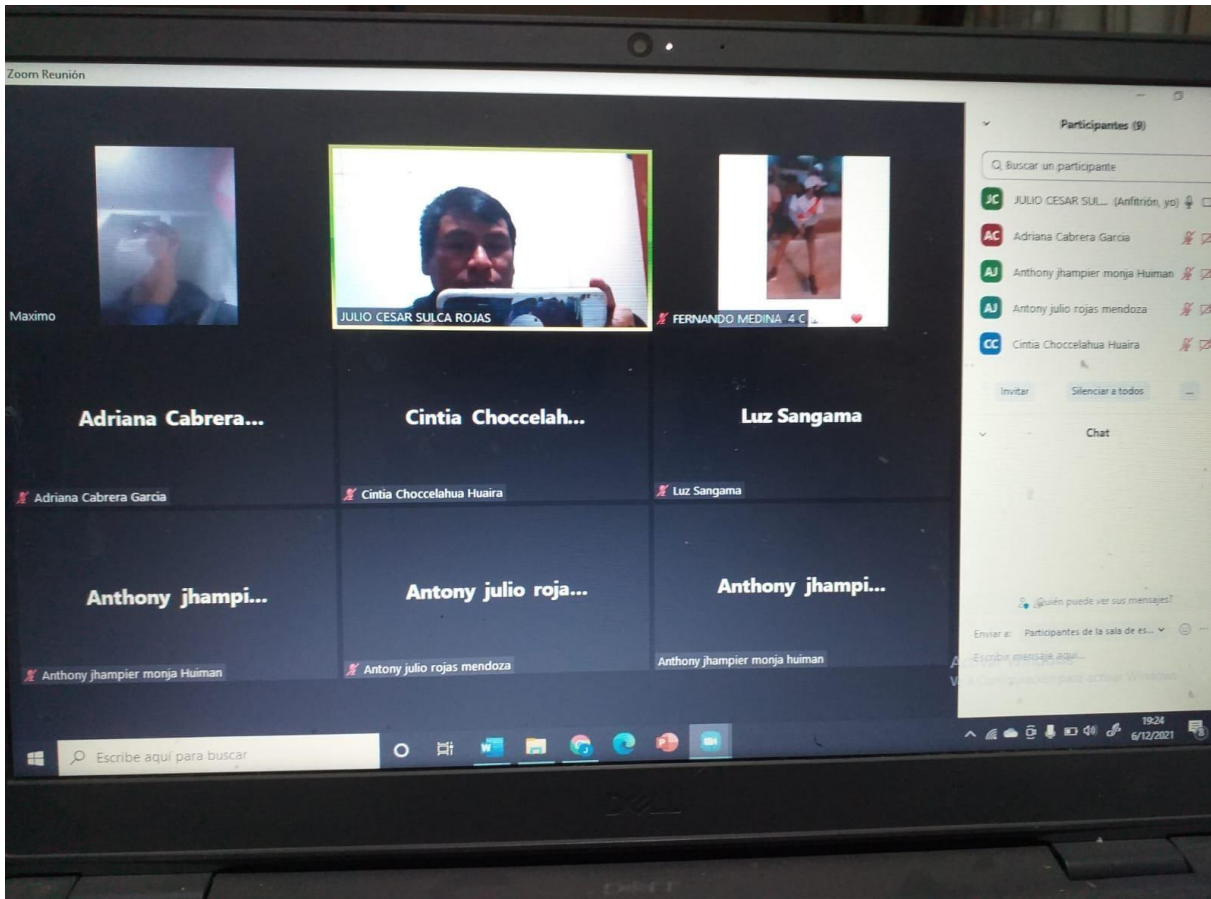 Zoom Reunión
Maximo
JULIO CESAR SULCA ROJAS
FERNANDO MEDINA 4 C
Adriana Cabrera...
Cintia Choccelah...
Luz Sangama
Adriana Cabrera Garcia
Cintia Choccelahua Huaira
Luz Sangama
Anthony jhampi...
Antony julio roja...
Anthony jhampi...
Anthony jhampier monja Huiman
Antony julio rojas mendoza
Anthony jhampier monja huiman
Participantes (9)
Buscar un participante
JC JULIO CESAR SUL... (Anfitrión, yo)
AC Adriana Cabrera Garcia
AJ Anthony jhampier monja Huiman
AJ Antony julio rojas mendoza
CC Cintia Choccelahua Huaira
Invitar Silenciar a todos ...
Chat
¿Quién puede ver sus mensajes?
Enviar a: Participantes de la sala de es...
Escribir mensaje aquí...
Escribe aquí para buscar
19:24
6/12/2021
DELL